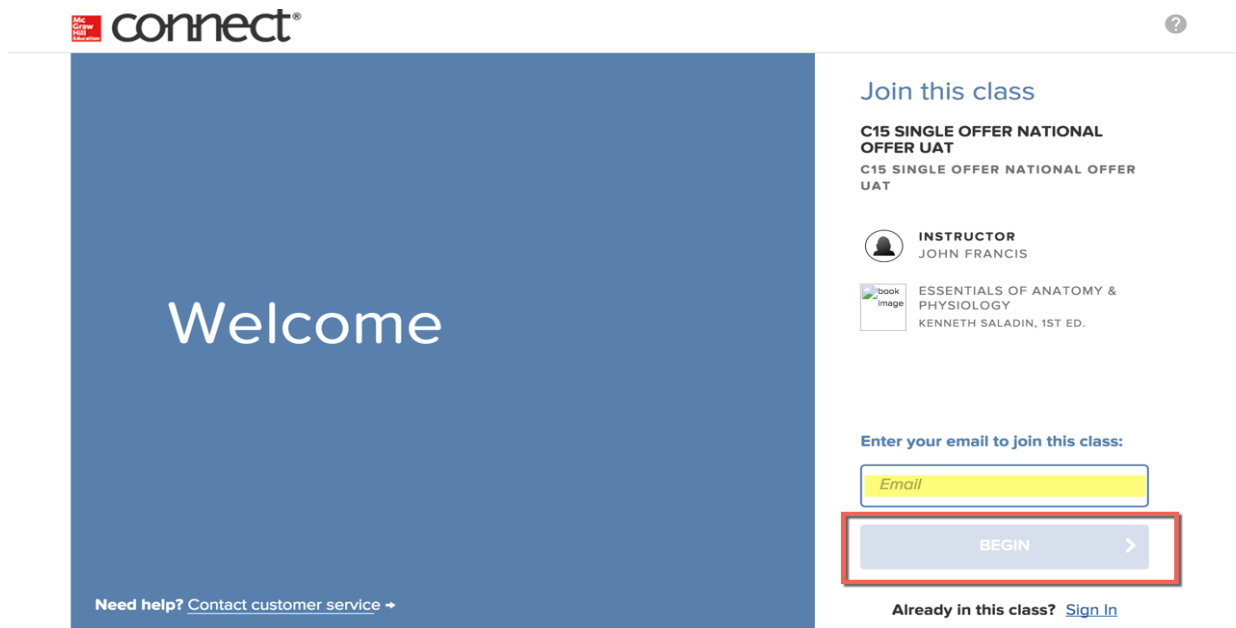 Mc
Graw
Hill
Education
connect®
?
Welcome
Need help? Contact customer service →
Join this class
C15 SINGLE OFFER NATIONAL
OFFER UAT
C15 SINGLE OFFER NATIONAL OFFER
UAT
INSTRUCTOR
JOHN FRANCIS
book
image
ESSENTIALS OF ANATOMY &
PHYSIOLOGY
KENNETH SALADIN, 1ST ED.
Enter your email to join this class:
Email
BEGIN
Already in this class? Sign In